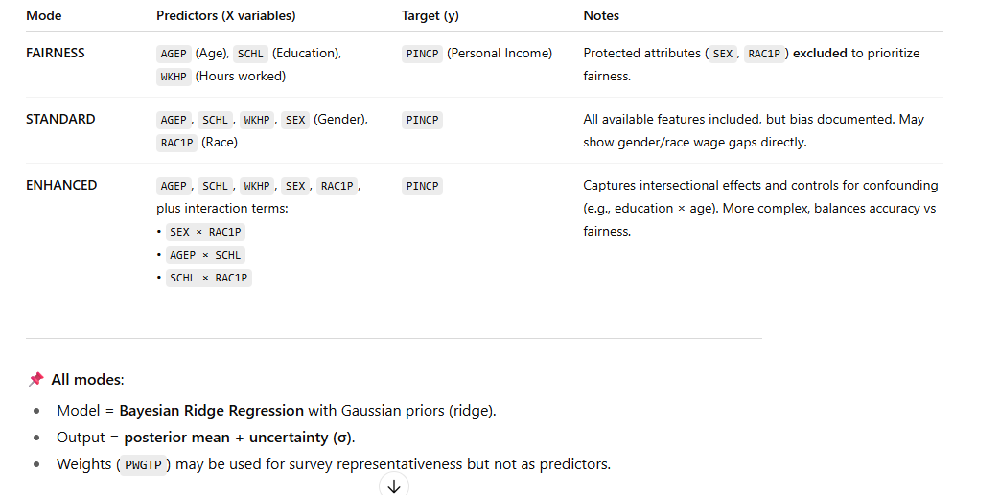 Mode Predictors (X variables) Target (y) Notes
FAIRNESS AGEP (Age), SCHL (Education), PINCP (Personal Income) Protected attributes ( SEX , RAC1P ) excluded to prioritize
WKHP (Hours worked) fairness.
STANDARD AGEP , SCHL , WKHP , SEX (Gender), PINCP All available features included, but bias documented. May
RAC1P (Race) show gender/race wage gaps directly.
ENHANCED AGEP , SCHL , WKHP , SEX , RAC1P , PINCP Captures intersectional effects and controls for confounding
plus interaction terms: (e.g., education × age). More complex, balances accuracy vs
• SEX × RAC1P fairness.
• AGEP × SCHL
• SCHL × RAC1P
📌 All modes:
• Model = Bayesian Ridge Regression with Gaussian priors (ridge).
• Output = posterior mean + uncertainty (σ).
• Weights ( PWGTP ) may be used for survey representativeness but not as predictors.